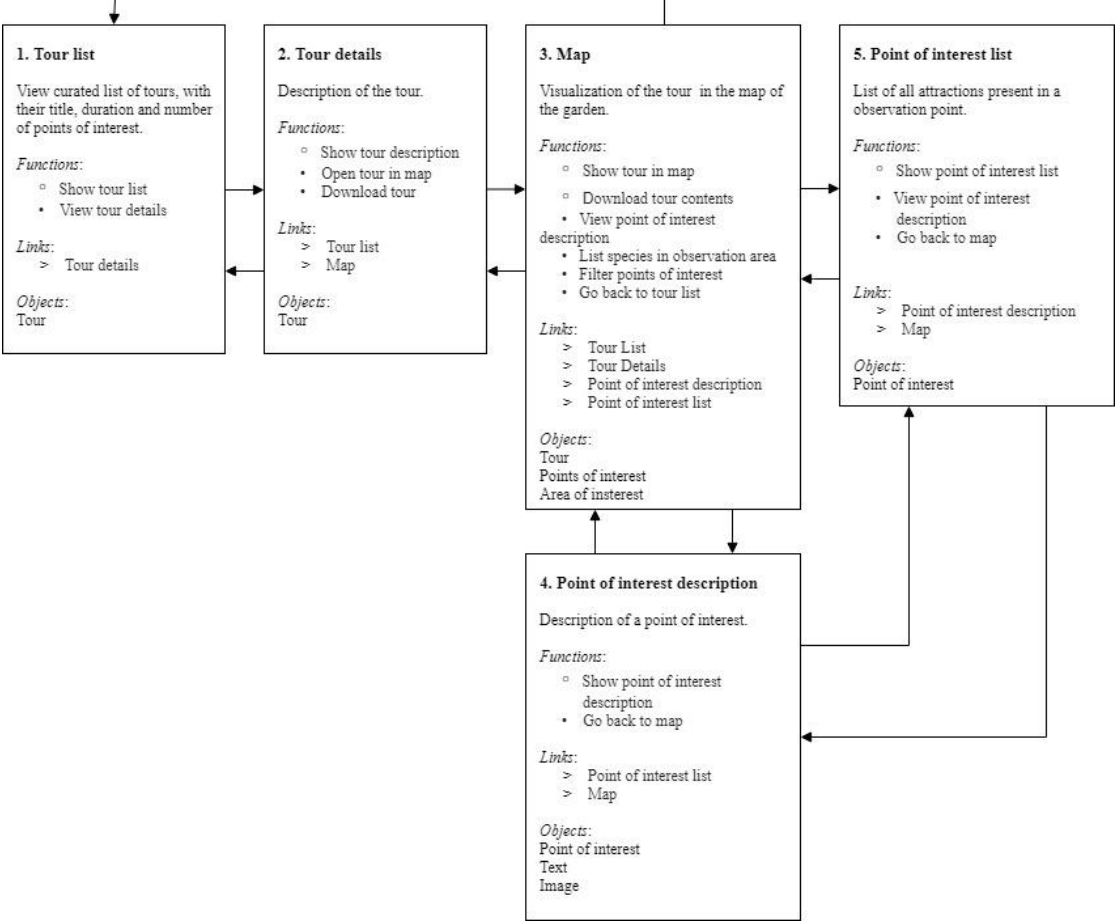 1. Tour list
View curated list of tours, with
their title, duration and number
of points of interest.
Functions:
▫ Show tour list
• View tour details
Links:
> Tour details
Objects:
Tour
2. Tour details
Description of the tour.
Functions:
▫ Show tour description
• Open tour in map
• Download tour
Links:
> Tour list
> Map
Objects:
Tour
3. Map
Visualization of the tour in the map of
the garden.
Functions:
▫ Show tour in map
▫ Download tour contents
• View point of interest
description
• List species in observation area
• Filter points of interest
• Go back to tour list
Links:
> Tour List
> Tour Details
> Point of interest description
> Point of interest list
Objects:
Tour
Points of interest
Area of insterest
5. Point of interest list
List of all attractions present in a
observation point.
Functions:
▫ Show point of interest list
• View point of interest
description
• Go back to map
Links:
> Point of interest description
> Map
Objects:
Point of interest
4. Point of interest description
Description of a point of interest.
Functions:
▫ Show point of interest
description
• Go back to map
Links:
> Point of interest list
> Map
Objects:
Point of interest
Text
Image